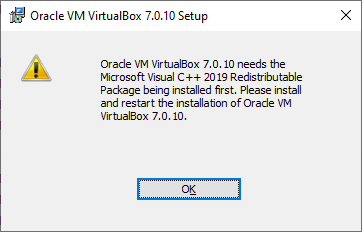 Oracle VM VirtualBox 7.0.10 Setup
Oracle VM VirtualBox 7.0.10 needs the
Microsoft Visual C++ 2019 Redistributable
Package being installed first. Please install
and restart the installation of Oracle VM
VirtualBox 7.0.10.
OK